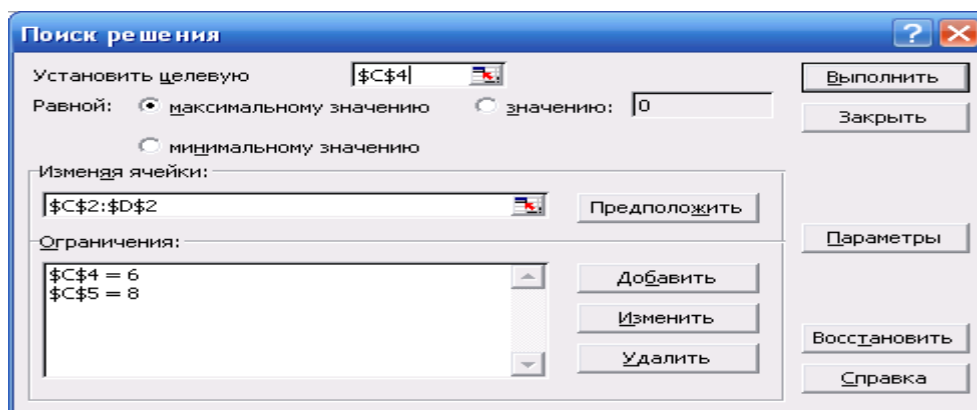 Поиск решения
Установить целевую $C$4
Выполнить
Равной: максимальному значению значению: 0
Закрыть
минимальному значению
Изменяя ячейки:
$C$2:$D$2 Предположить
Ограничения:
Параметры
$C$4 = 6 Добавить
$C$5 = 8
Изменить
Восстановить
Удалить
Справка